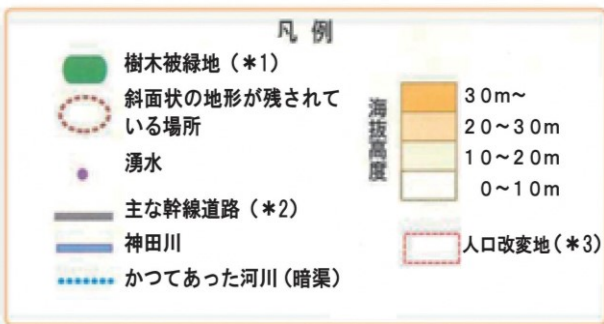 凡例
樹木被緑地(*1)
斜面状の地形が残されて
いる場所
湧水
主な幹線道路(*2)
神田川
かつてあった河川(暗渠)
海抜高度
30m~
20~30m
10~20m
0~10m
人口改変地(*3)